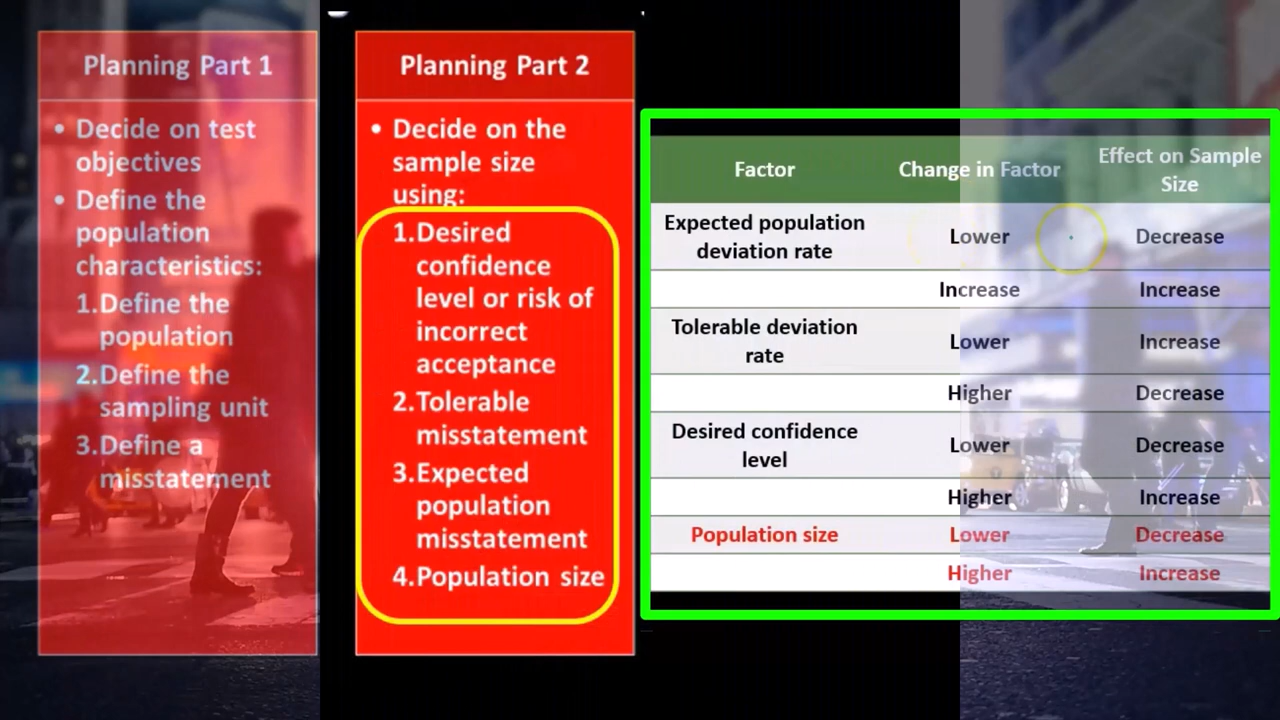 Planning Part 1
• Decide on test
objectives
• Define the
population
characteristics:
1.Define the
population
2.Define the
sampling unit
3.Define a
misstatement
Planning Part 2
• Decide on the
sample size
using:
1.Desired
confidence
level or risk of
incorrect
acceptance
2.Tolerable
misstatement
3.Expected
population
misstatement
4.Population size
Factor Change in Factor Effect on Sample
Size
Expected population
deviation rate Lower Decrease
Increase Increase
Tolerable deviation
rate Lower Increase
Higher Decrease
Desired confidence
level Lower Decrease
Higher Increase
Population size Lower Decrease
Higher Increase